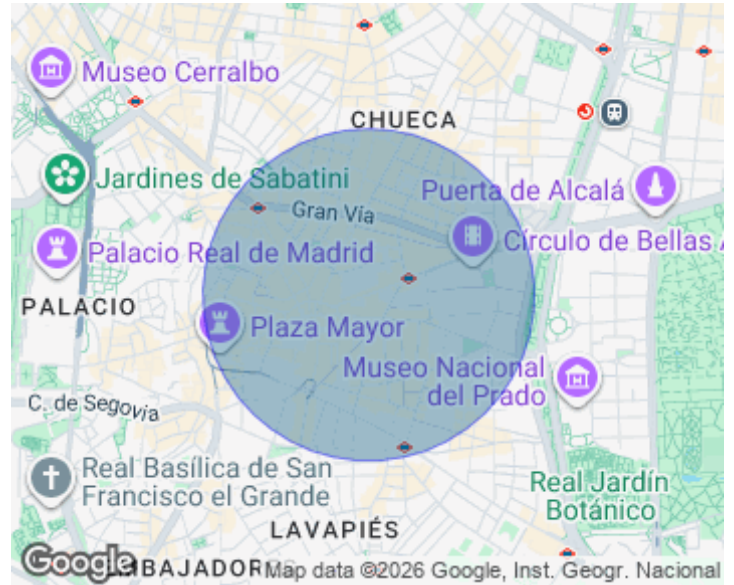 Museo Cerralbo
CHUECA
Jardines de Sabatini
Puerta de Alcalá
Gran Vía
Círculo de Bellas A
Palacio Real de Madrid
PALACIO
Plaza Mayor
Museo Nacional
del Prado
C. de Segovia
Real Basílica de San
Francisco el Grande
Real Jardín
Botánico
LAVAPIÉS
Google
Map data ©2026 Google, Inst. Geogr. Nacional